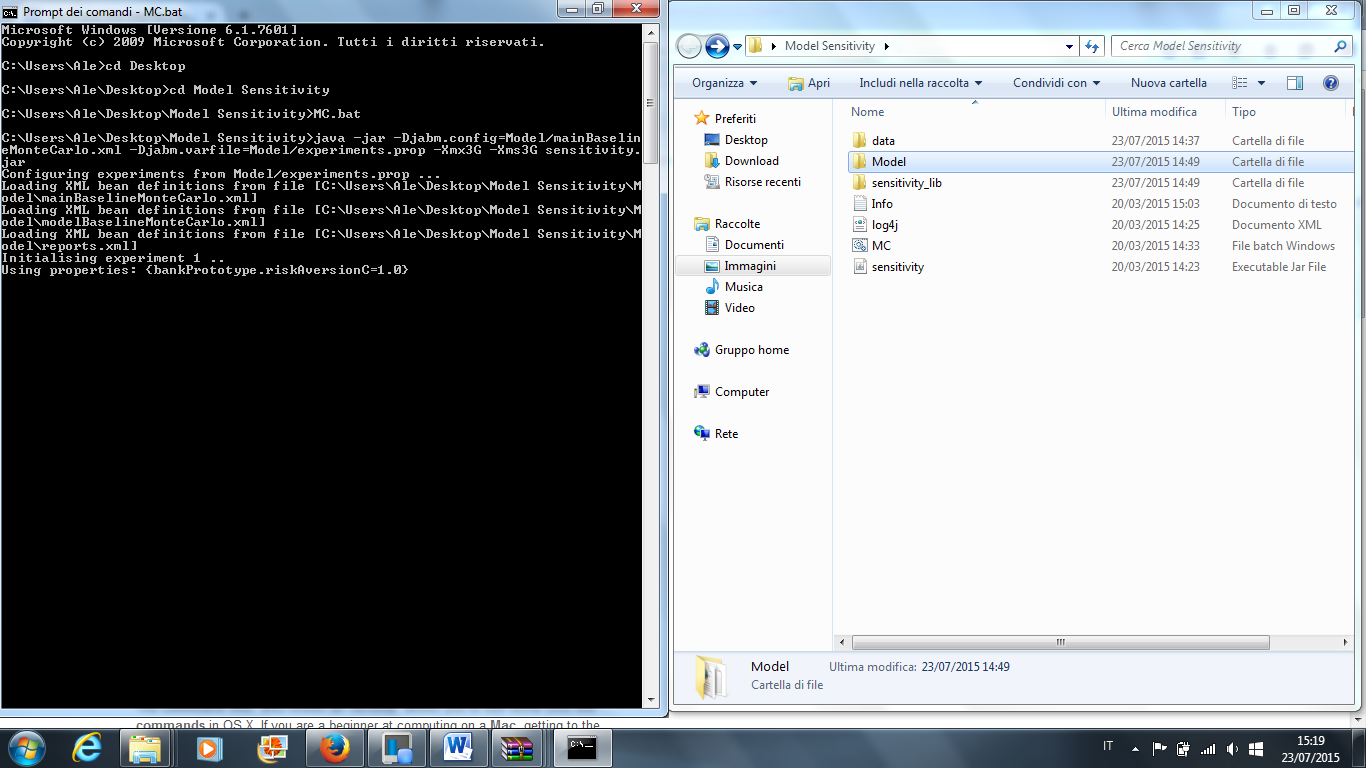 Prompt dei comandi - MC.bat
Microsoft Windows [Versione 6.1.7601]
Copyright (c) 2009 Microsoft Corporation. Tutti i diritti riservati.
C:\Users\Ale>cd Desktop
C:\Users\Ale\Desktop>cd Model Sensitivity
C:\Users\Ale\Desktop\Model Sensitivity>MC.bat
C:\Users\Ale\Desktop\Model Sensitivity>java -jar -Djabm.config=Model/mainBaselin
eMonteCarlo.xml -Djabm.varfile=Model/experiments.prop -Xmx3G -Xms3G sensitivity.
jar
Configuring experiments from Model/experiments.prop ...
Loading XML bean definitions from file [C:\Users\Ale\Desktop\Model Sensitivity\M
odel\mainBaselineMonteCarlo.xml]
Loading XML bean definitions from file [C:\Users\Ale\Desktop\Model Sensitivity\M
odel\modelBaselineMonteCarlo.xml]
Loading XML bean definitions from file [C:\Users\Ale\Desktop\Model Sensitivity\M
odel\reports.xml]
Initialising experiment 1 ..
Using properties: {bankPrototype.riskAversionC=1.0}
Model Sensitivity
Cerca Model Sensitivity
Organizza Apri Includi nella raccolta Condividi con Nuova cartella
Preferiti
Desktop
Download
Risorse recenti
Raccolte
Documenti
Immagini
Musica
Video
Gruppo home
Computer
Rete
Nome Ultima modifica Tipo
data 23/07/2015 14:37 Cartella di file
Model 23/07/2015 14:49 Cartella di file
sensitivity_lib 23/07/2015 14:49 Cartella di file
Info 20/03/2015 15:03 Documento di testo
log4j 20/03/2015 14:25 Documento XML
MC 20/03/2015 14:33 File batch Windows
sensitivity 20/03/2015 14:23 Executable Jar File
Model Ultima modifica: 23/07/2015 14:49
Cartella di file
commands in OS X. If you are a beginner at computing on a Mac, getting to the
IT 15:19
23/07/2015